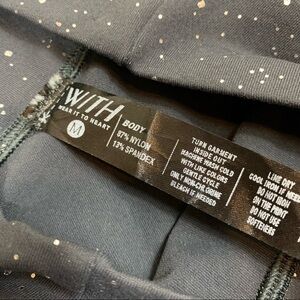 WITH
WEAR IT TO HEART
M
BODY
87% NYLON
13% SPANDEX
TURN GARMENT
INSIDE OUT
MACHINE WASH COLD
WITH LIKE COLORS
GENTLE CYCLE
ONLY NON-CHLORINE
BLEACH IF NEEDED
LINE DRY
COOL IRON IF
DO NOT IRON
ON THE PRINT
DO NOT USE
SOFTENERS